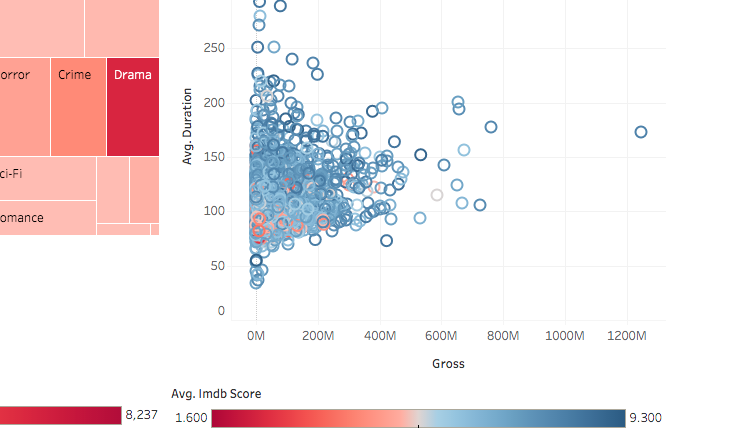 orror
Crime
Drama
ci-Fi
omance
Avg. Duration
250
200
150
100
50
0
0M
200M
400M
600M
800M
1000M
1200M
Gross
8,237
Avg. Imdb Score
1.600
9.300